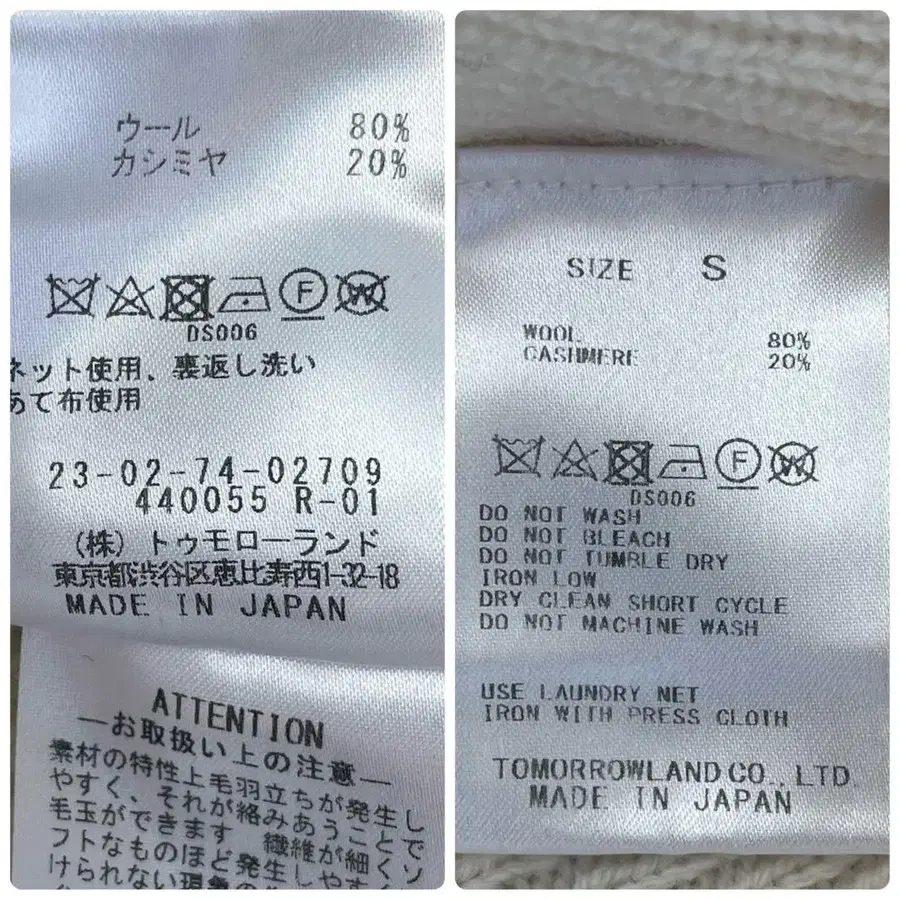 ウール 80%
カシミヤ 20%
DS006
ネット使用、裏返し洗い
あて布使用
23-02-74-02709
440055 R-01
(株) トゥモローランド
東京都渋谷区恵比寿西1-32-18
MADE IN JAPAN
ATTENTION
―お取扱い上の注意―
素材の特性上毛羽立ちが発生し
やすく、それが絡みあうことで
毛玉ができます 繊維が細くソ
フトなものほど発生しやすく
けられない現象の
SIZE S
WOOL 80%
CASHMERE 20%
DS006
DO NOT WASH
DO NOT BLEACH
DO NOT TUMBLE DRY
IRON LOW
DRY CLEAN SHORT CYCLE
DO NOT MACHINE WASH
USE LAUNDRY NET
IRON WITH PRESS CLOTH
TOMORROWLAND CO., LTD.
MADE IN JAPAN